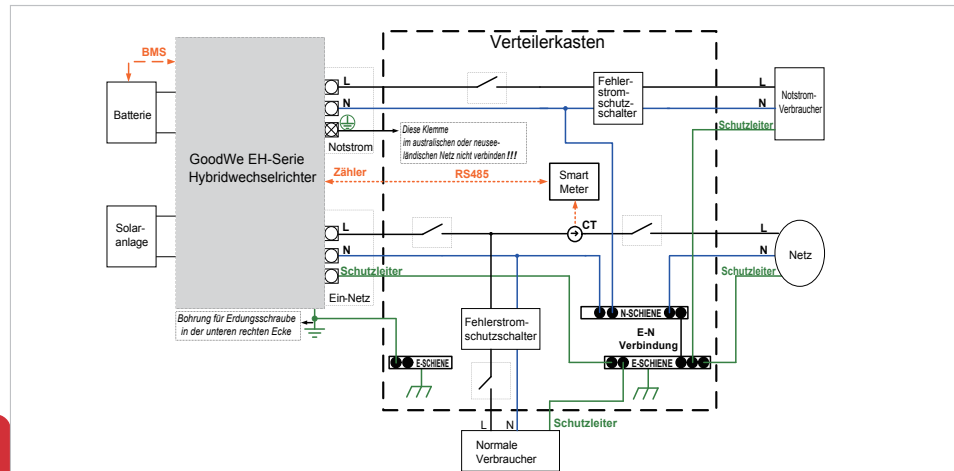 Verteilerkasten
BMS
Batterie
GoodWe EH-Serie
Hybridwechselrichter
Solar-
anlage
L
N
Notstrom
Diese Klemme
im australischen oder neusee-
ländischen Netz nicht verbinden !!!
Fehler-
strom-
schutz-
schalter
L
N
Schutzleiter
Notstrom-
Verbraucher
Zähler
RS485
Smart
Meter
CT
L
N
Schutzleiter
Ein-Netz
L
N
Schutzleiter
Netz
Bohrung für Erdungsschraube
in der unteren rechten Ecke
Fehlerstrom-
schutzschalter
N-SCHIENE
E-N
Verbindung
E-SCHIENE
E-SCHIENE
L
N
Schutzleiter
Normale
Verbraucher